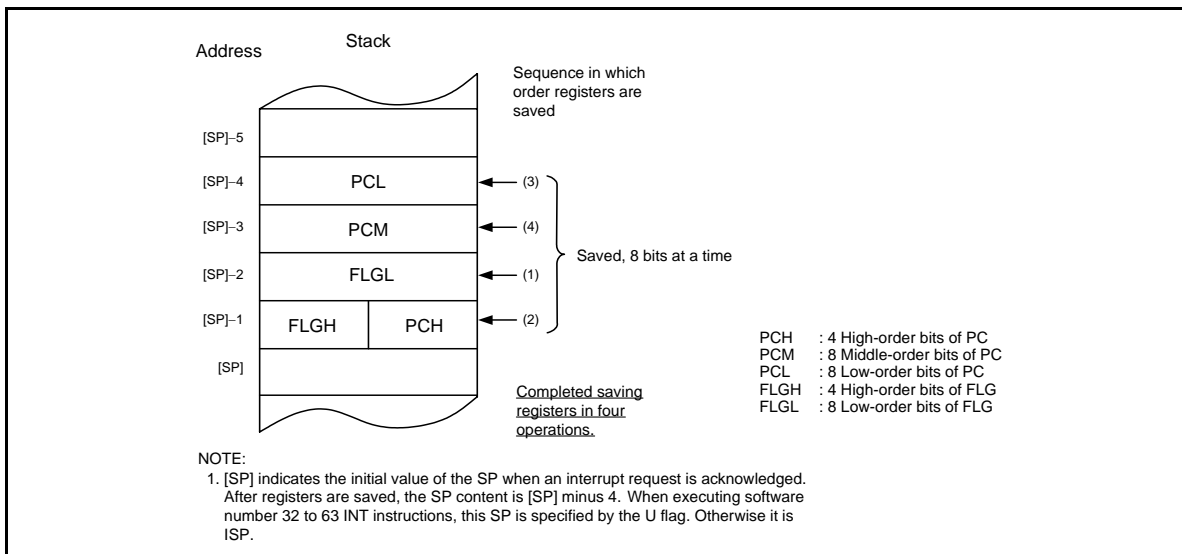 Address
Stack
Sequence in which
order registers are
saved
[SP]−5
[SP]−4
PCL
(3)
[SP]−3
PCM
(4)
Saved, 8 bits at a time
[SP]−2
FLGL
(1)
[SP]−1
FLGH
PCH
(2)
[SP]
PCH : 4 High-order bits of PC
PCM : 8 Middle-order bits of PC
PCL : 8 Low-order bits of PC
FLGH : 4 High-order bits of FLG
FLGL : 8 Low-order bits of FLG
Completed saving
registers in four
operations.
NOTE:
1. [SP] indicates the initial value of the SP when an interrupt request is acknowledged.
After registers are saved, the SP content is [SP] minus 4. When executing software
number 32 to 63 INT instructions, this SP is specified by the U flag. Otherwise it is
ISP.